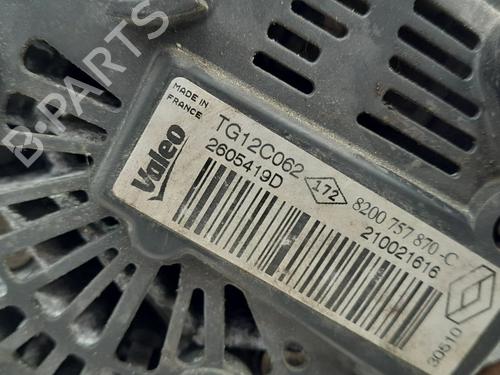 B-PARTS
MADE IN
FRANCE
Valeo
TG12C062
2605419D
172
8200 757 870-C
210021616
30510